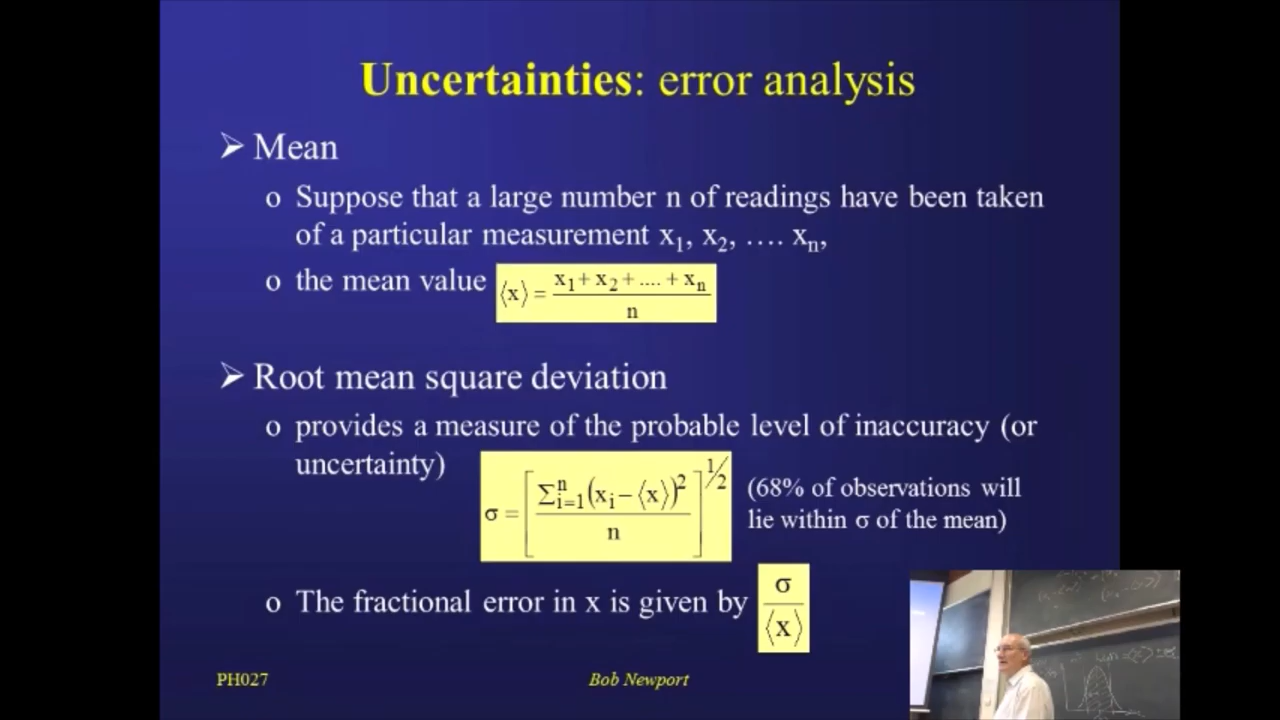 Uncertainties: error analysis
➢ Mean
o Suppose that a large number n of readings have been taken
of a particular measurement x₁, x₂, …. xₙ,
o the mean value ⟨x⟩ = (x₁ + x₂ + .... + xₙ) / n
➢ Root mean square deviation
o provides a measure of the probable level of inaccuracy (or
uncertainty)
σ = [ Σⁿᵢ₌₁(xᵢ − ⟨x⟩)² / n ]^½
(68% of observations will
lie within σ of the mean)
o The fractional error in x is given by σ / ⟨x⟩
PH027
Bob Newport